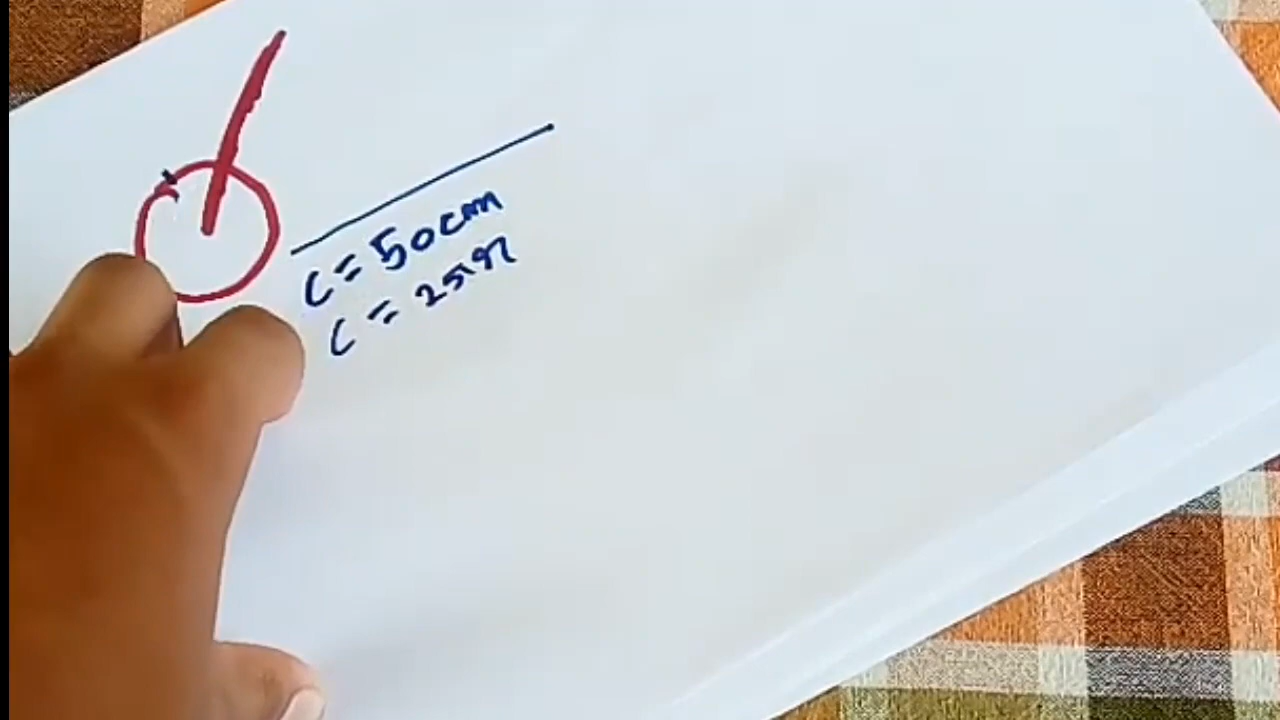 C = 50cm
C = 2πr